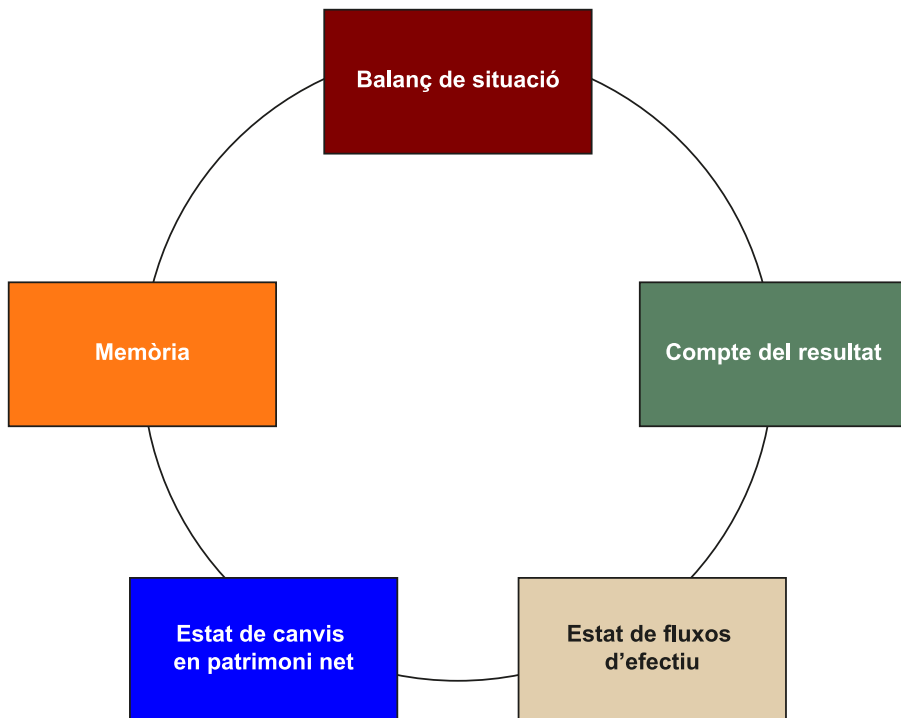 Balanç de situació
Memòria
Compte del resultat
Estat de canvis
en patrimoni net
Estat de fluxos
d’efectiu